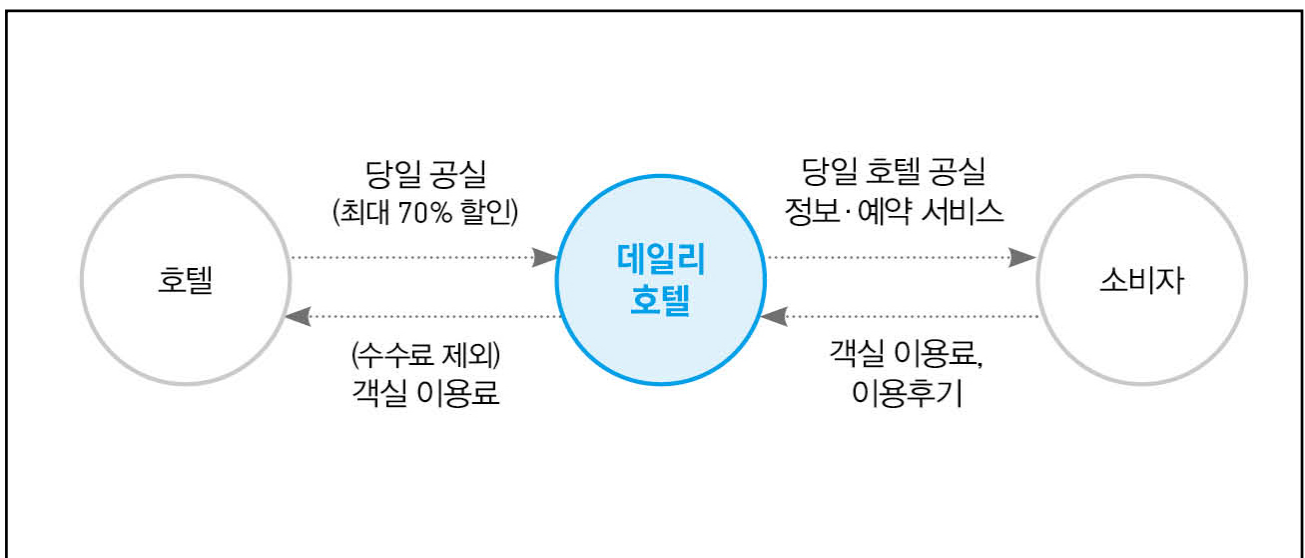 당일 공실
(최대 70% 할인)
당일 호텔 공실
정보·예약 서비스
호텔
데일리
호텔
소비자
(수수료 제외)
객실 이용료
객실 이용료,
이용후기